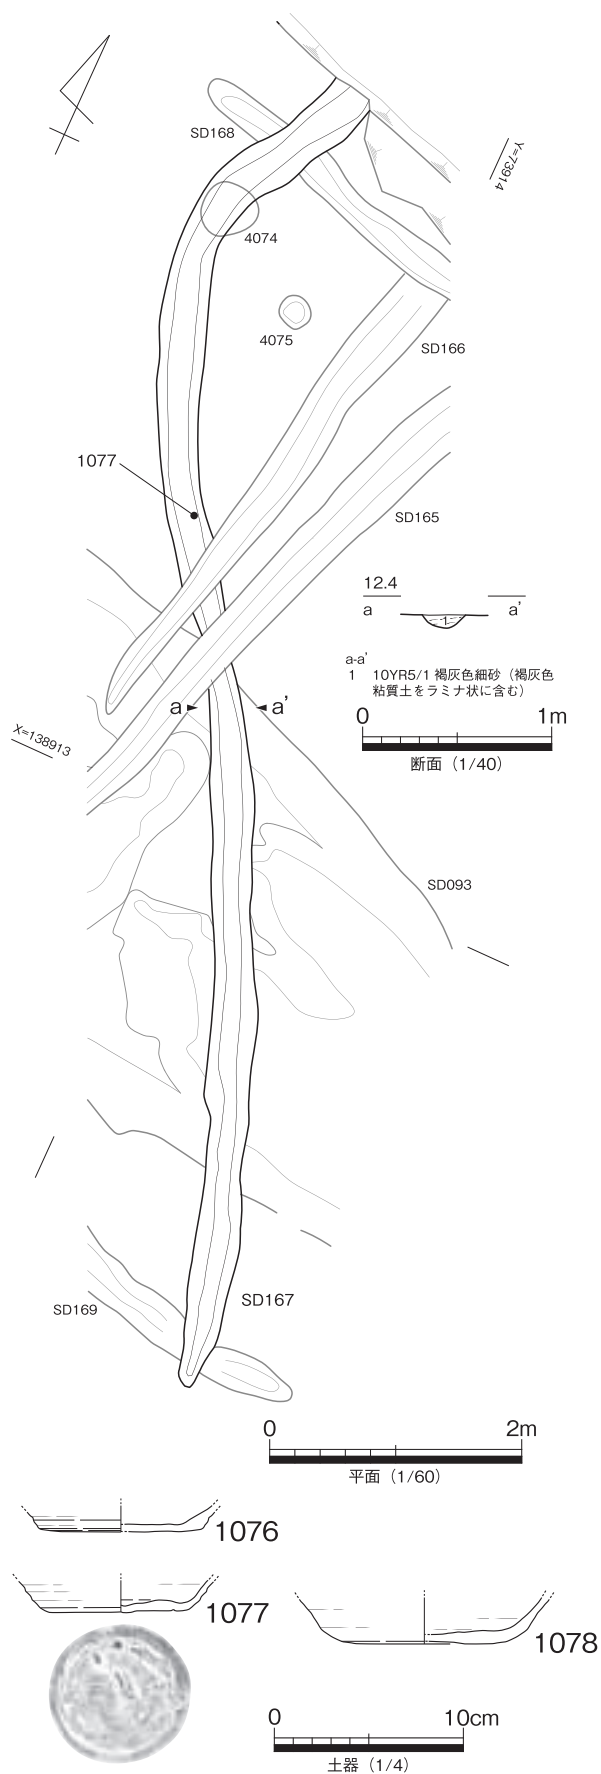 SD168
Y=73914
4074
4075
SD166
1077
SD165
12.4
a a’
a-a’
1 10YR5/1 褐灰色細砂（褐灰色
粘質土をラミナ状に含む）
a a’
X=138913
0 1m
断面（1/40）
SD093
SD169
SD167
0 2m
平面（1/60）
1076
1077
1078
0 10cm
土器（1/4）